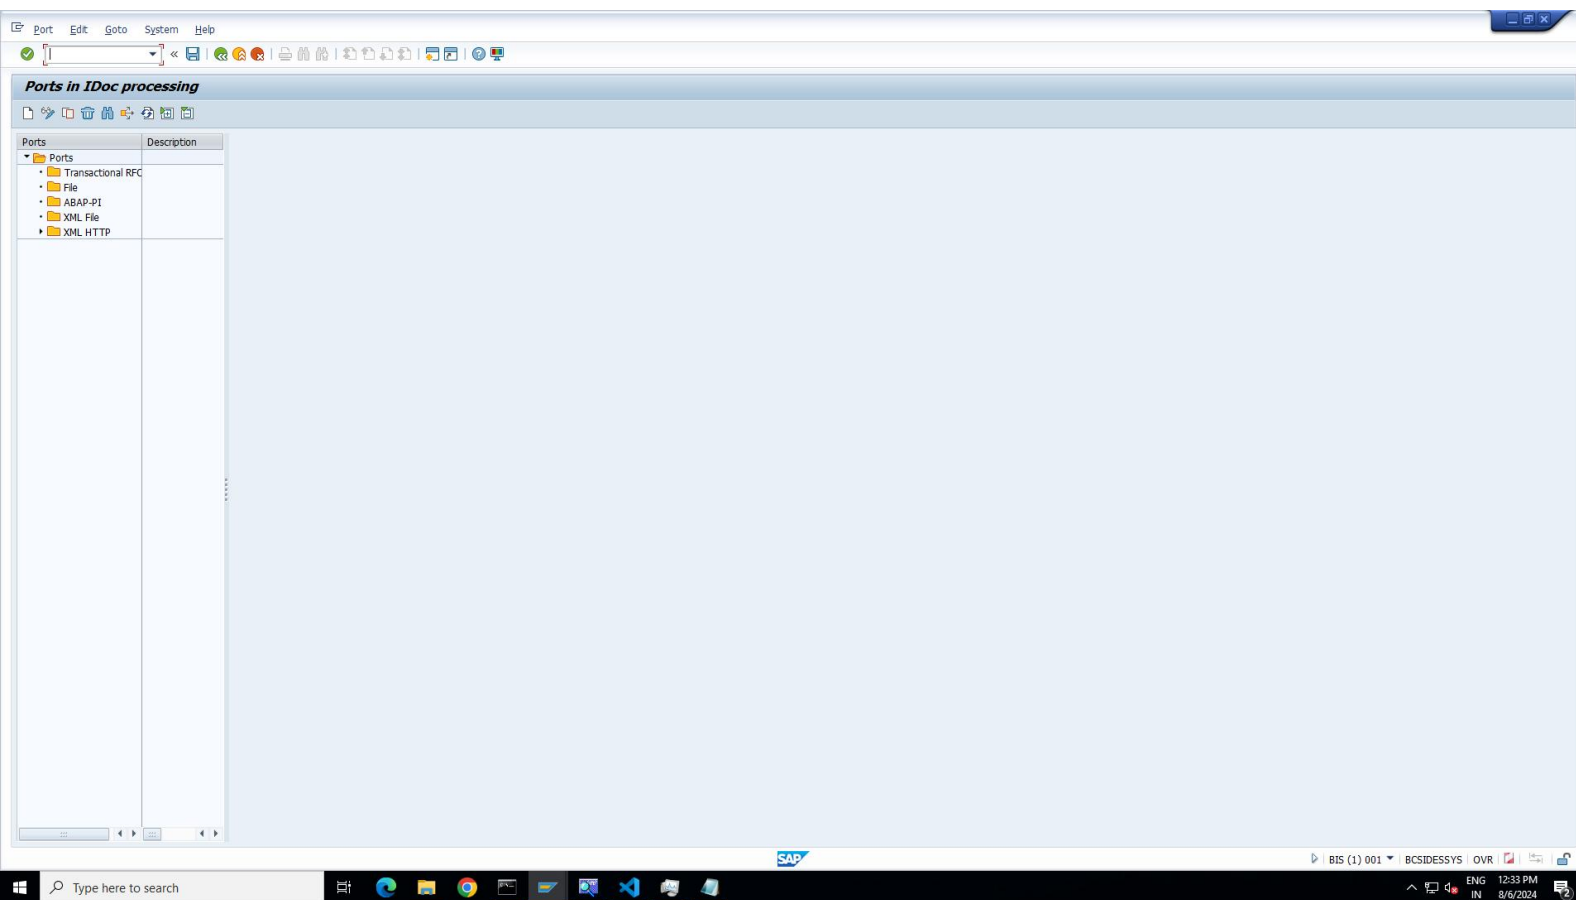 Port Edit Goto System Help
Ports in IDoc processing
Ports Description
Ports
Transactional RFC
File
ABAP-PI
XML File
XML HTTP
SAP
BIS (1) 001 BCSIDESSYS OVR
Type here to search
ENG 12:33 PM
IN 8/6/2024
2